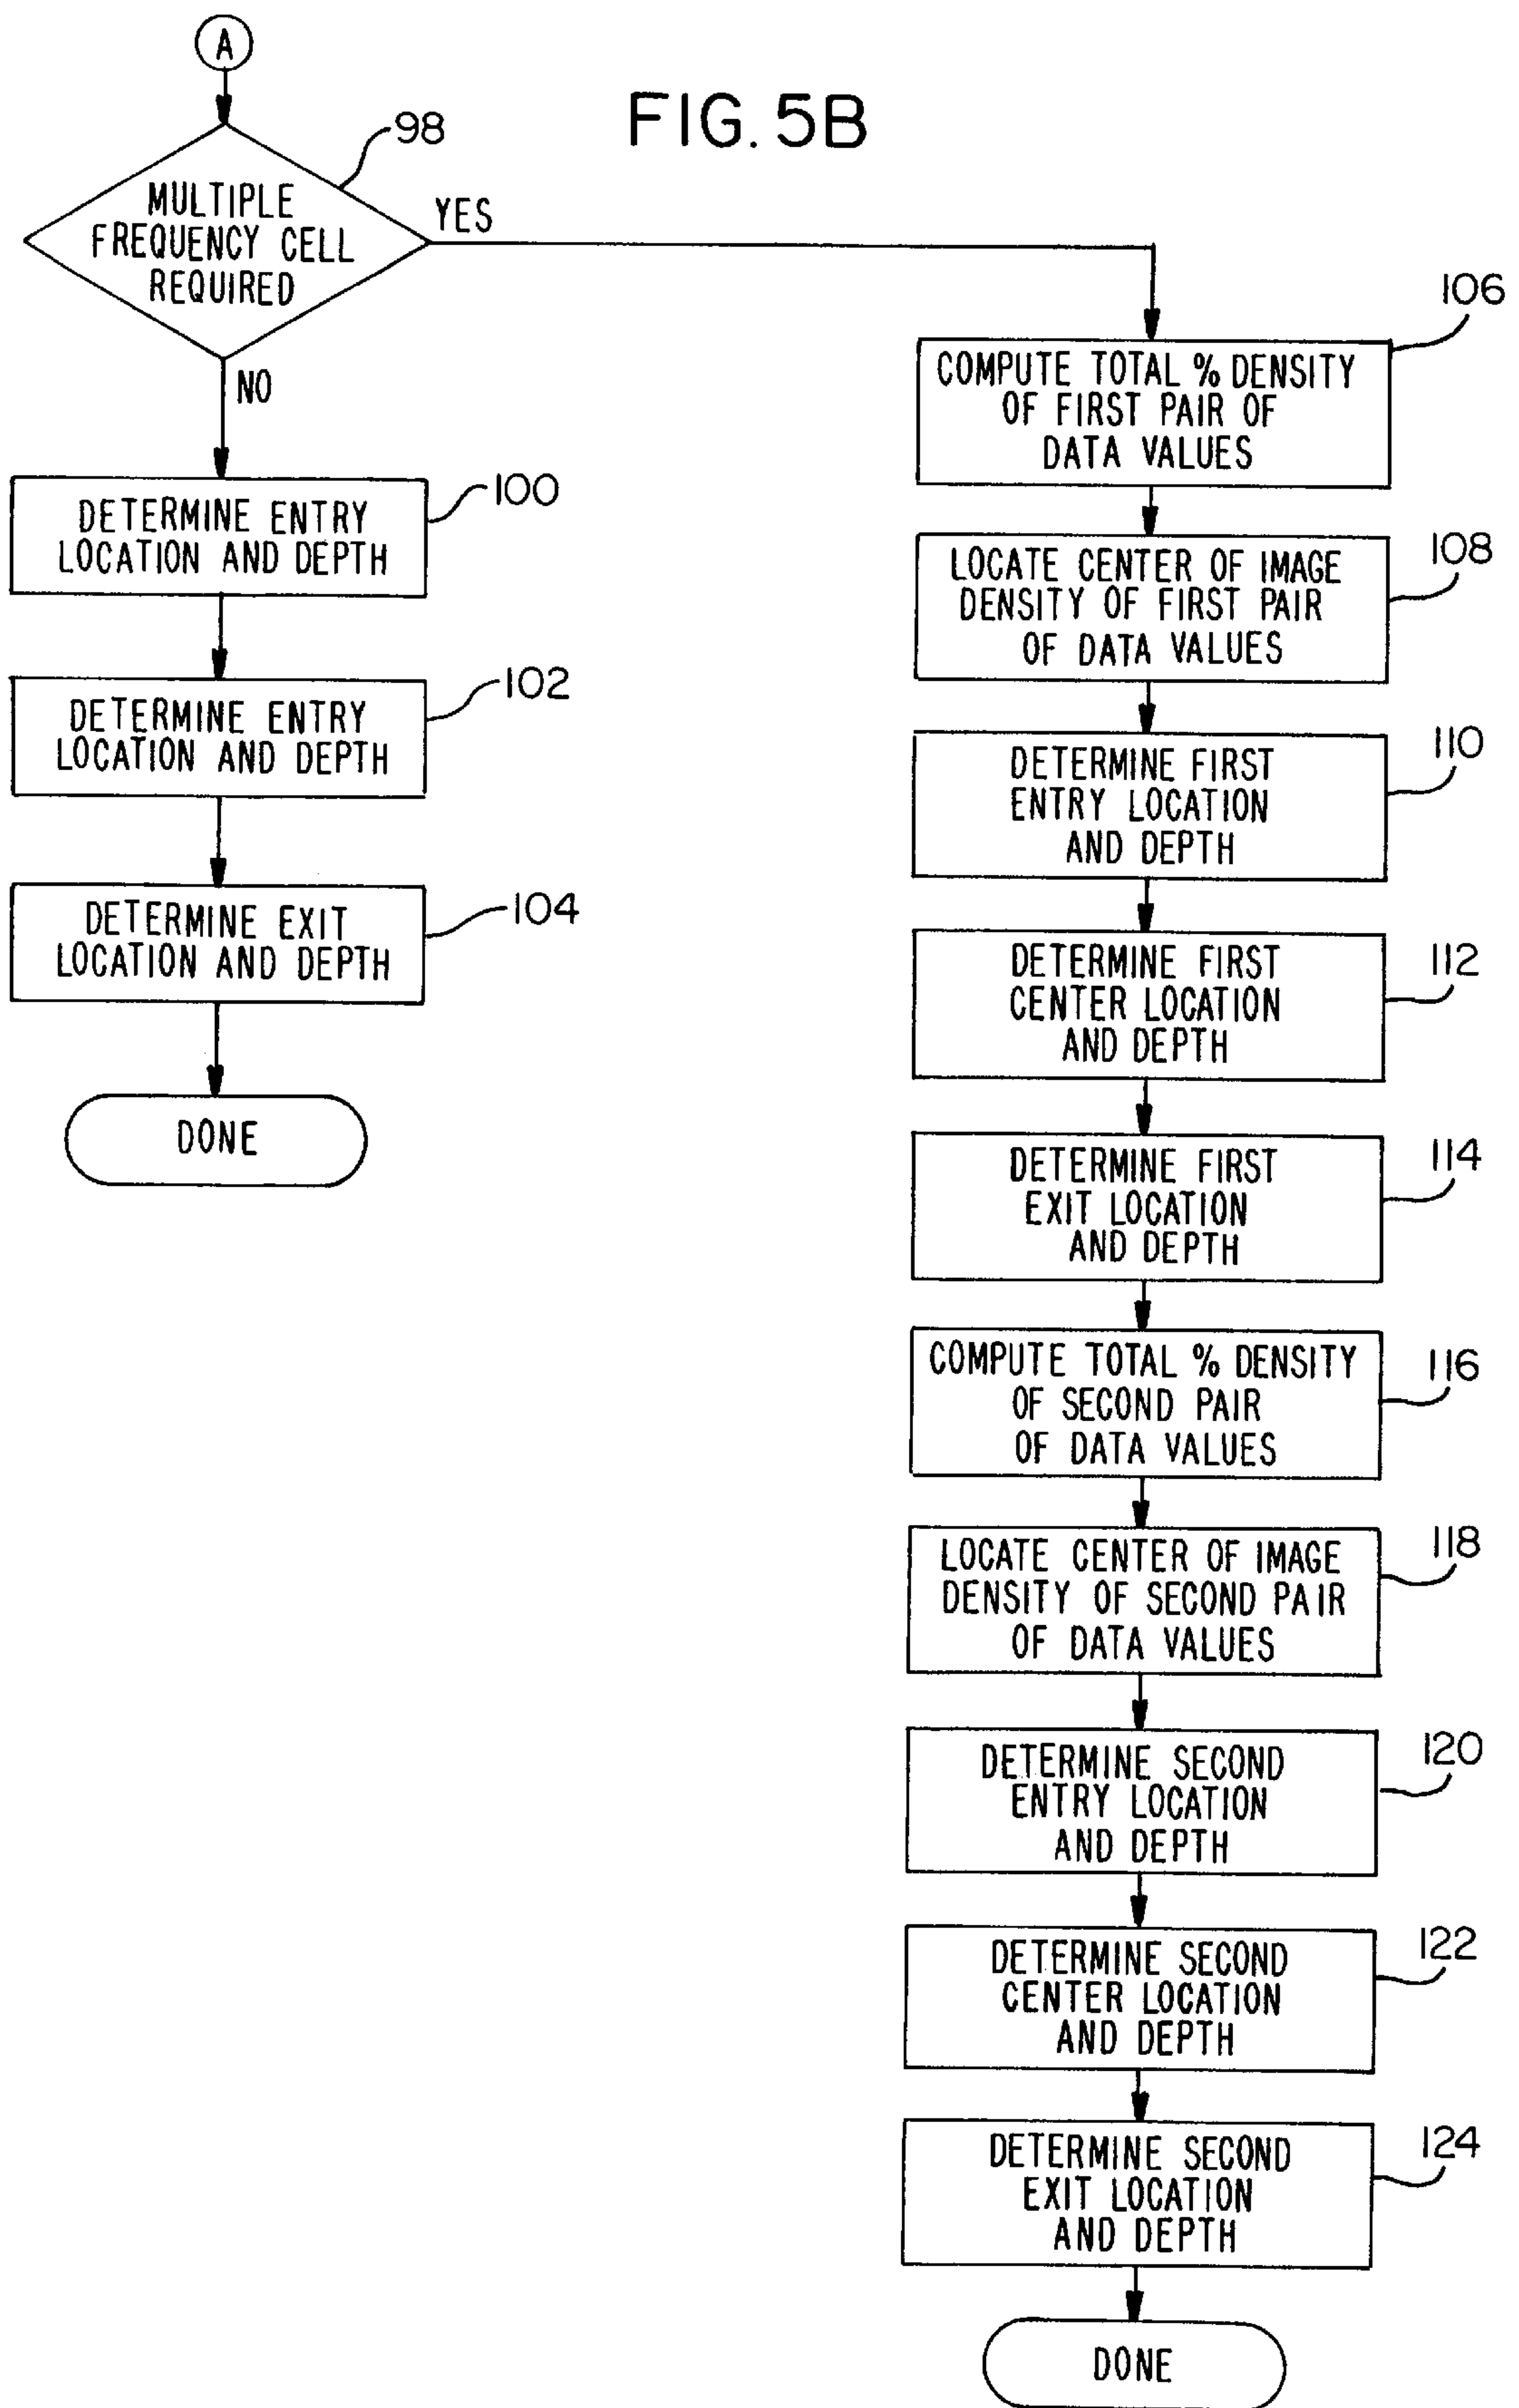 A
FIG. 5B
98
MULTIPLE
FREQUENCY CELL
REQUIRED
YES
NO
100
DETERMINE ENTRY
LOCATION AND DEPTH
102
DETERMINE ENTRY
LOCATION AND DEPTH
104
DETERMINE EXIT
LOCATION AND DEPTH
DONE
106
COMPUTE TOTAL % DENSITY
OF FIRST PAIR OF
DATA VALUES
108
LOCATE CENTER OF IMAGE
DENSITY OF FIRST PAIR
OF DATA VALUES
110
DETERMINE FIRST
ENTRY LOCATION
AND DEPTH
112
DETERMINE FIRST
CENTER LOCATION
AND DEPTH
114
DETERMINE FIRST
EXIT LOCATION
AND DEPTH
116
COMPUTE TOTAL % DENSITY
OF SECOND PAIR
OF DATA VALUES
118
LOCATE CENTER OF IMAGE
DENSITY OF SECOND PAIR
OF DATA VALUES
120
DETERMINE SECOND
ENTRY LOCATION
AND DEPTH
122
DETERMINE SECOND
CENTER LOCATION
AND DEPTH
124
DETERMINE SECOND
EXIT LOCATION
AND DEPTH
DONE